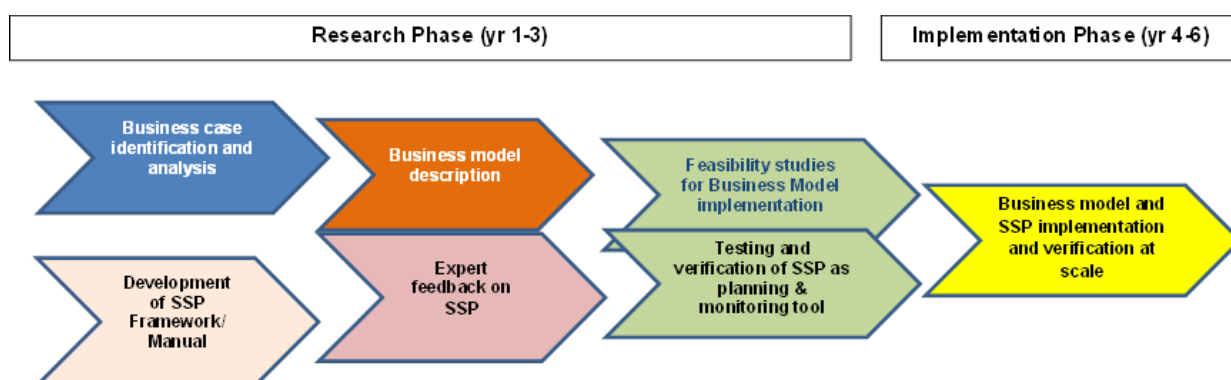 Research Phase (yr 1-3)
Implementation Phase (yr 4-6)
Business case
identification and
analysis
Business model
description
Feasibility studies
for Business Model
implementation
Business model and
SSP implementation
and verification at
scale
Development
of SSP
Framework/
Manual
Expert
feedback on
SSP
Testing and
verification of SSP as
planning &
monitoring tool